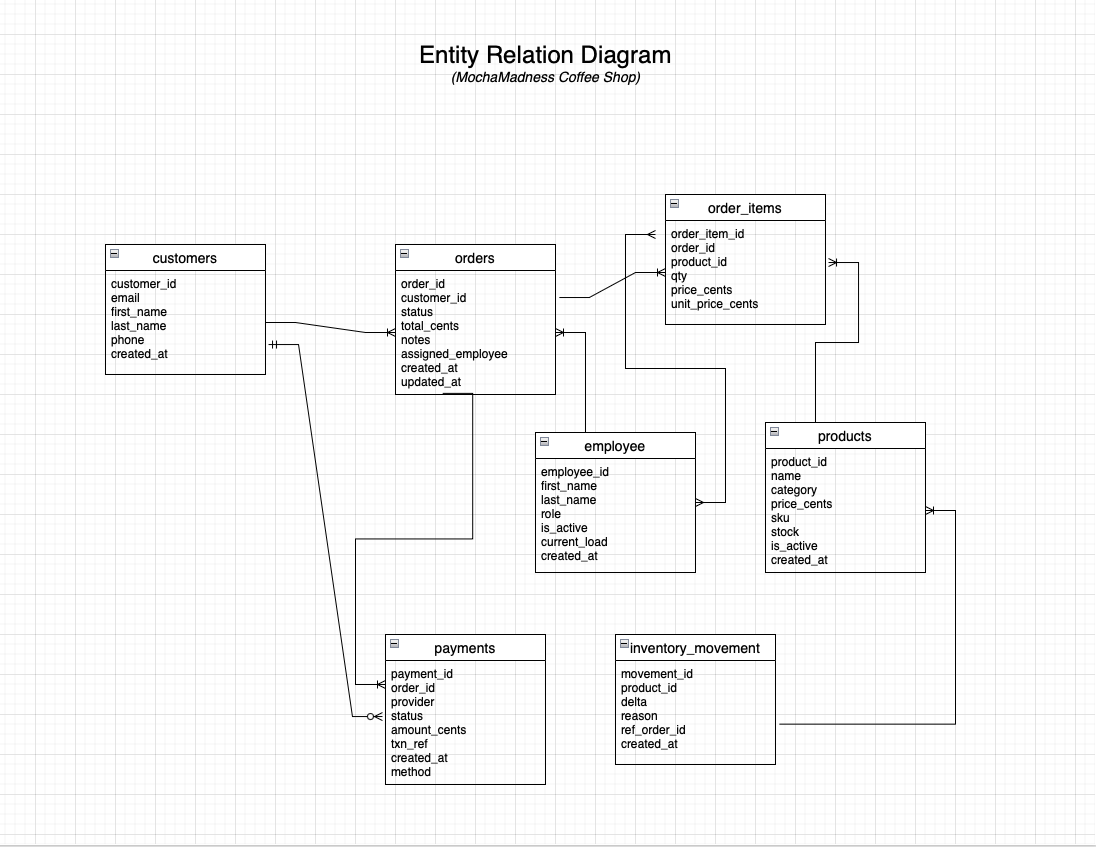 Entity Relation Diagram
(MochaMadness Coffee Shop)
customers
customer_id
email
first_name
last_name
phone
created_at
orders
order_id
customer_id
status
total_cents
notes
assigned_employee
created_at
updated_at
order_items
order_item_id
order_id
product_id
qty
price_cents
unit_price_cents
employee
employee_id
first_name
last_name
role
is_active
current_load
created_at
products
product_id
name
category
price_cents
sku
stock
is_active
created_at
payments
payment_id
order_id
provider
status
amount_cents
txn_ref
created_at
method
inventory_movement
movement_id
product_id
delta
reason
ref_order_id
created_at